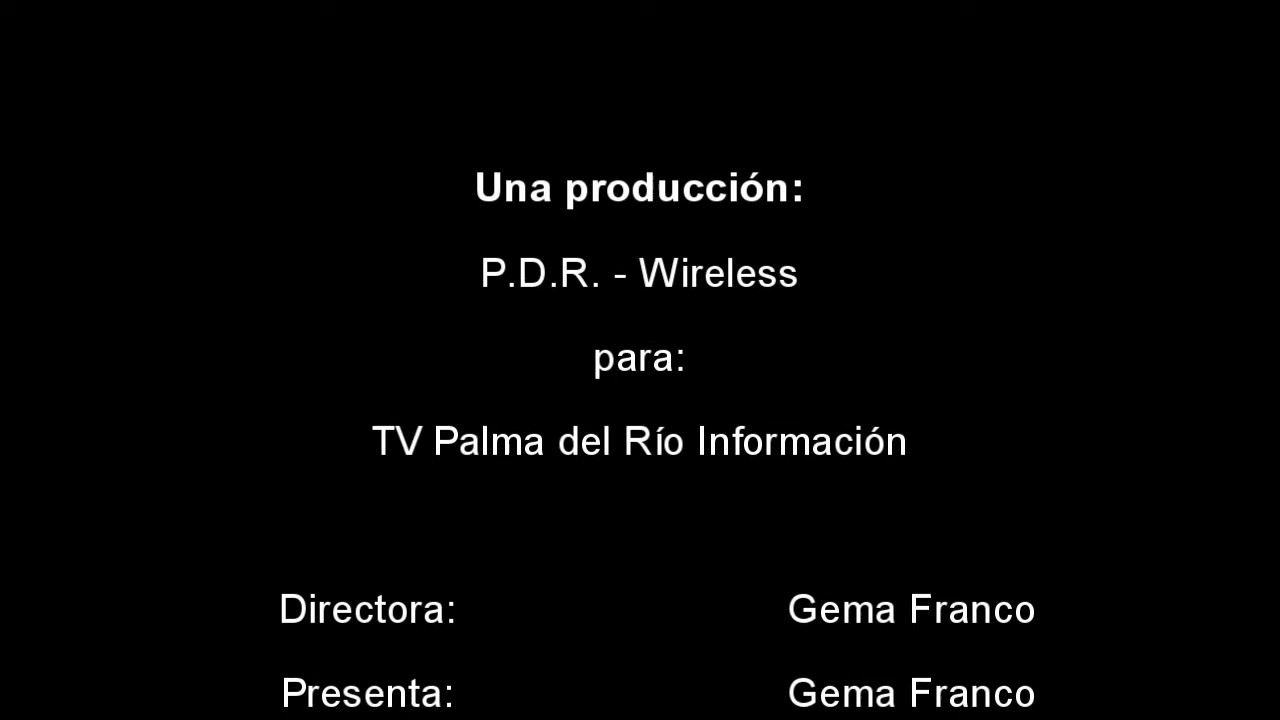 Una producción:
P.D.R. - Wireless
para:
TV Palma del Río Información
Directora: Gema Franco
Presenta: Gema Franco